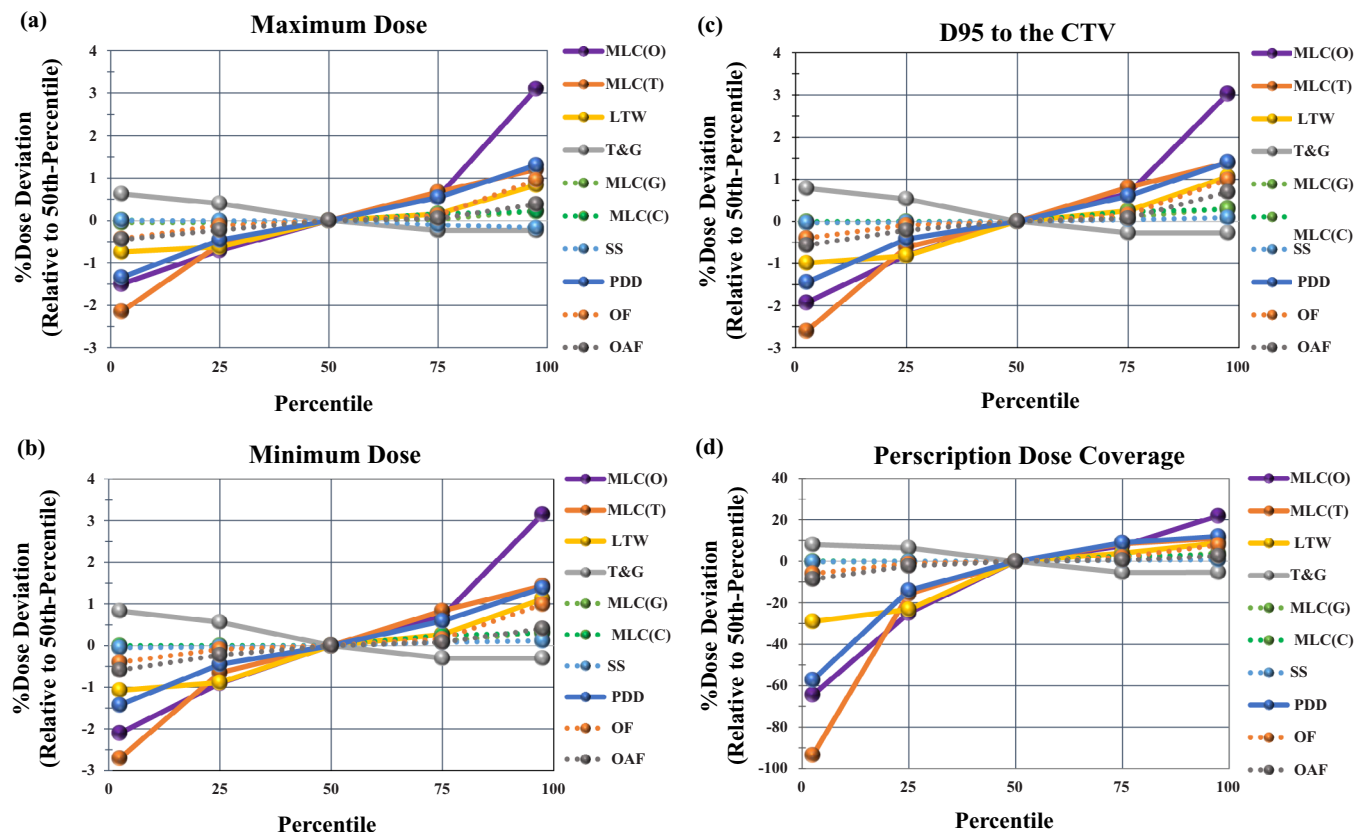 (a)
Maximum Dose
%Dose Deviation
(Relative to 50th-Percentile)
4
3
2
1
0
-1
-2
-3
0 25 50 75 100
Percentile
MLC(O)
MLC(T)
LTW
T&G
MLC(G)
MLC(C)
SS
PDD
OF
OAF
(c)
D95 to the CTV
%Dose Deviation
(Relative to 50th-Percentile)
4
3
2
1
0
-1
-2
-3
0 25 50 75 100
Percentile
MLC(O)
MLC(T)
LTW
T&G
MLC(G)
MLC(C)
SS
PDD
OF
OAF
(b)
Minimum Dose
%Dose Deviation
(Relative to 50th-Percentile)
4
3
2
1
0
-1
-2
-3
0 25 50 75 100
Percentile
MLC(O)
MLC(T)
LTW
T&G
MLC(G)
MLC(C)
SS
PDD
OF
OAF
(d)
Perscription Dose Coverage
%Dose Deviation
(Relative to 50th-Percentile)
40
20
0
-20
-40
-60
-80
-100
0 25 50 75 100
Percentile
MLC(O)
MLC(T)
LTW
T&G
MLC(G)
MLC(C)
SS
PDD
OF
OAF